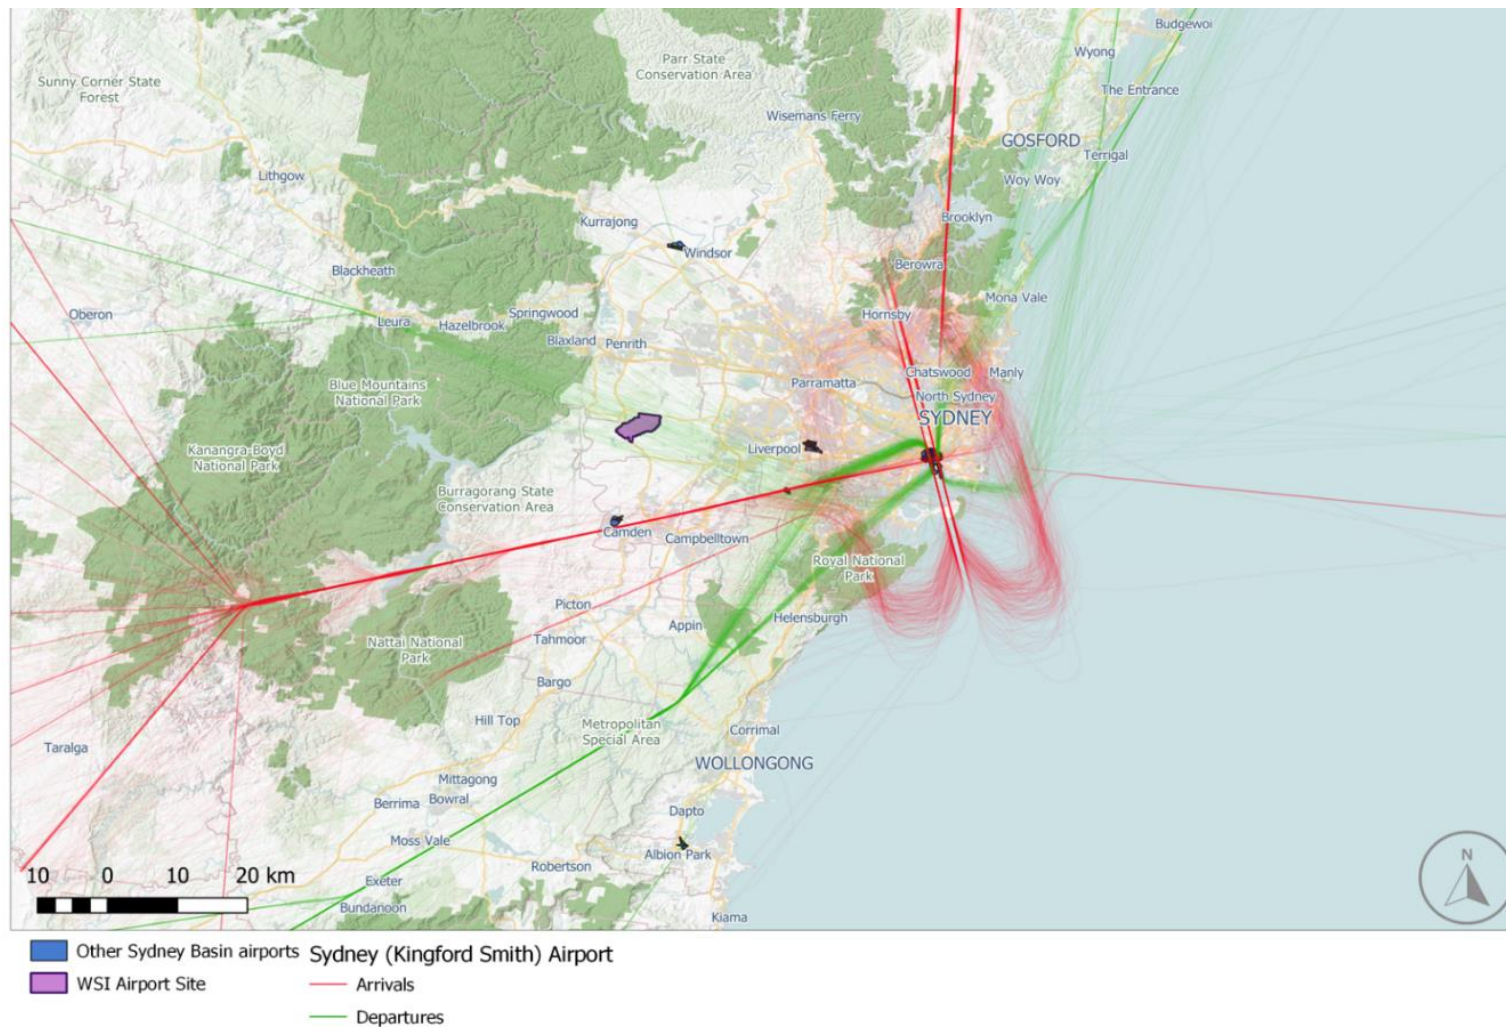 Budgewoi
Wyong
Parr State
Conservation Area
Sunny Corner State
Forest
The Entrance
Wisemans Ferry
GOSFORD
Terrigal
Lithgow
Woy Woy
Kurrajong
Brooklyn
Windsor
Berowra
Blackheath
Mona Vale
Oberon
Springwood
Hornsby
Leura
Hazelbrook
Blaxland
Penrith
Chatswood
Manly
Parramatta
Blue Mountains
National Park
North Sydney
SYDNEY
Liverpool
Kanangra-Boyd
National Park
Burragorang State
Conservation Area
Camden
Campbelltown
Royal National
Park
Picton
Helensburgh
Appin
Tahmoor
Nattai National
Park
Bargo
Hill Top
Metropolitan
Special Area
Corrimal
Taralga
WOLLONGONG
Mittagong
Berrima
Bowral
Dapto
Moss Vale
Albion Park
Robertson
10 0 10 20 km
Exeter
Bundanoon
Kiama
N
Other Sydney Basin airports
WSI Airport Site
Sydney (Kingford Smith) Airport
Arrivals
Departures